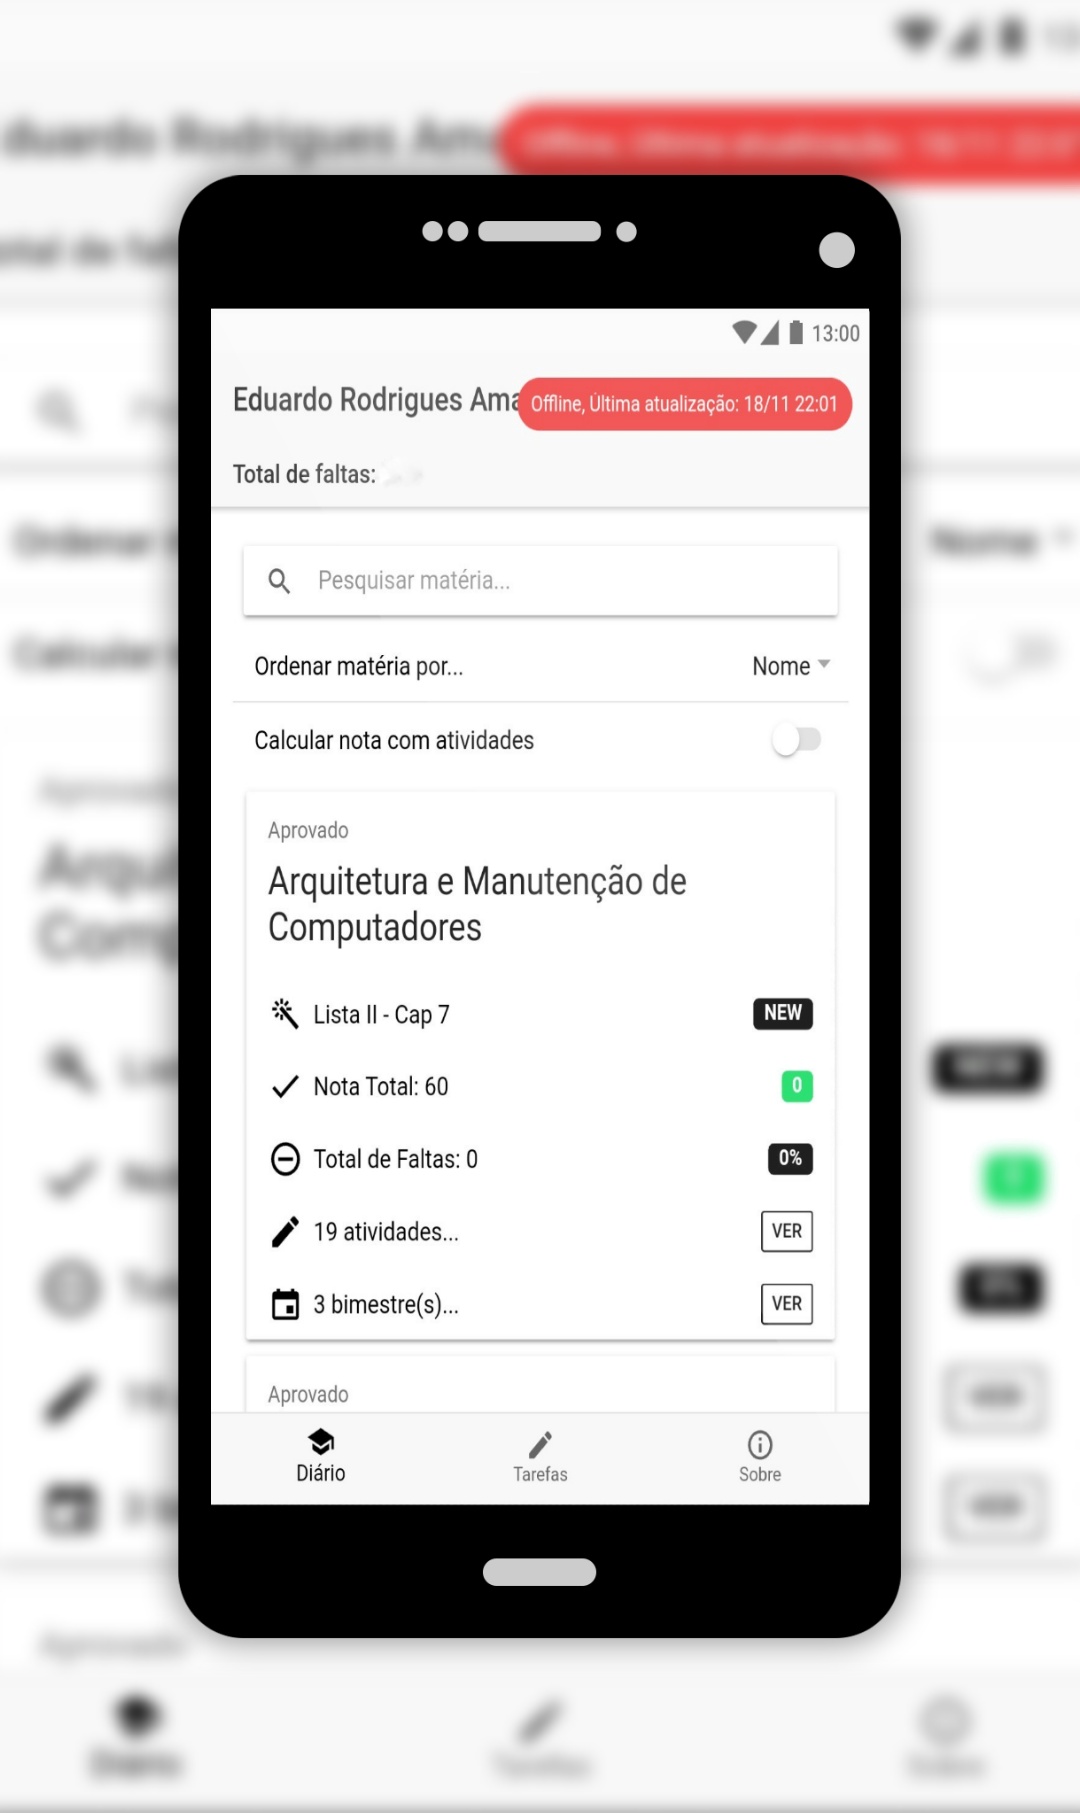 13:00
Eduardo Rodrigues
Offline, Última atualização: 18/11 22:01
Total de faltas:
Pesquisar matéria...
Ordenar matéria por...
Nome
Calcular nota com atividades
Aprovado
Arquitetura e Manutenção de
Computadores
Lista II - Cap 7
NEW
Nota Total: 60
0
Total de Faltas: 0
0%
19 atividades...
VER
3 bimestre(s)...
VER
Aprovado
Diário
Tarefas
Sobre